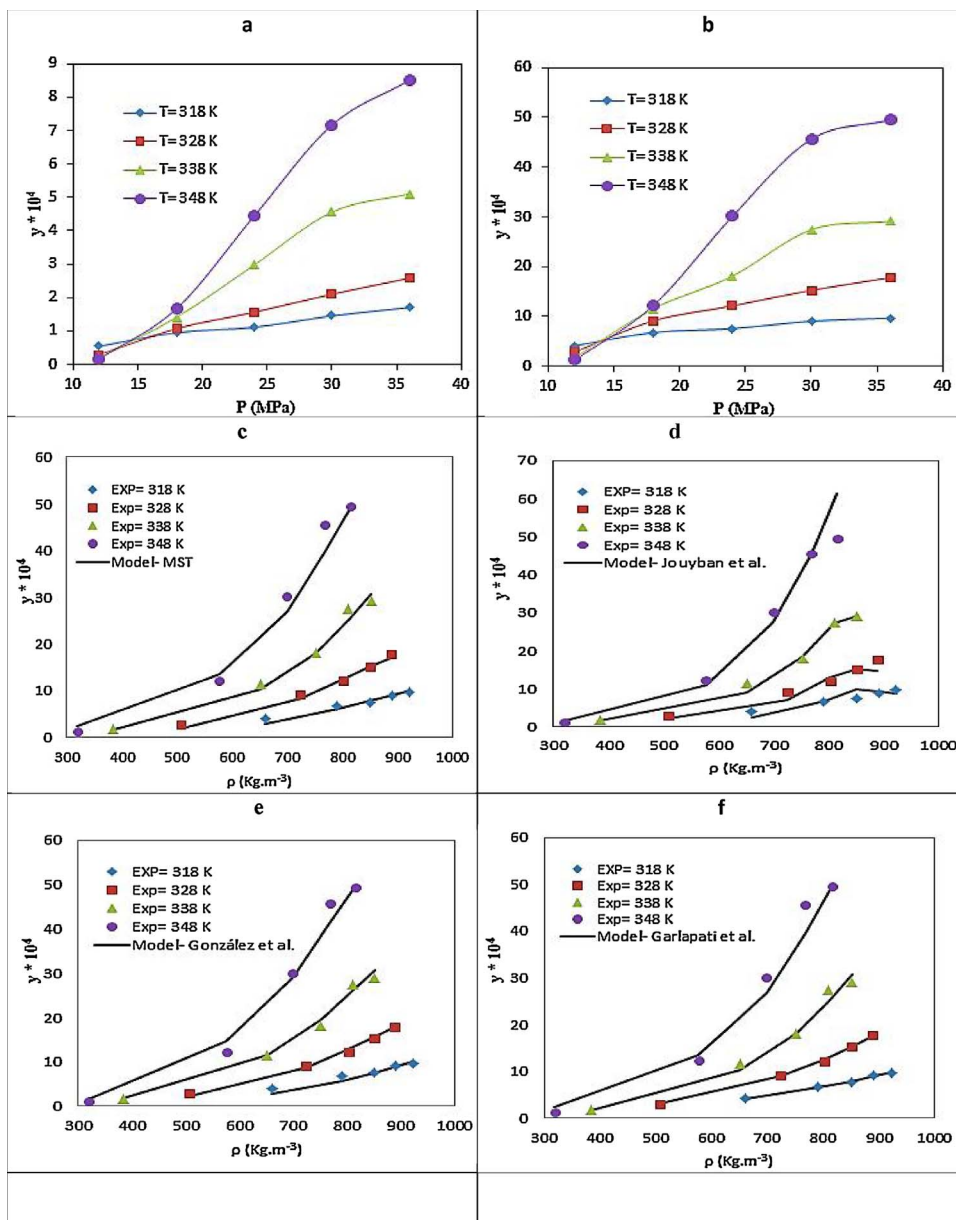 a
y * 10⁴
9
8
7
6
5
4
3
2
1
0
T= 318 K
T= 328 K
T= 338 K
T= 348 K
10 15 20 25 30 35 40
P (MPa)
b
y * 10⁴
60
50
40
30
20
10
0
T= 318 K
T= 328 K
T= 338 K
T= 348 K
10 15 20 25 30 35 40
P (MPa)
c
y * 10⁴
60
50
40
30
20
10
0
EXP= 318 K
Exp= 328 K
Exp= 338 K
Exp= 348 K
Model- MST
300 400 500 600 700 800 900 1000
ρ (Kg.m⁻³)
d
y * 10⁴
70
60
50
40
30
20
10
0
EXP= 318 K
Exp= 328 K
Exp= 338 K
Exp= 348 K
Model- Jouyban et al.
300 400 500 600 700 800 900 1000
ρ (Kg.m⁻³)
e
y * 10⁴
60
50
40
30
20
10
0
EXP= 318 K
Exp= 328 K
Exp= 338 K
Exp= 348 K
Model- González et al.
300 400 500 600 700 800 900 1000
ρ (Kg.m⁻³)
f
y * 10⁴
60
50
40
30
20
10
0
EXP= 318 K
Exp= 328 K
Exp= 338 K
Exp= 348 K
Model- Garlapati et al.
300 400 500 600 700 800 900 1000
ρ (Kg.m⁻³)